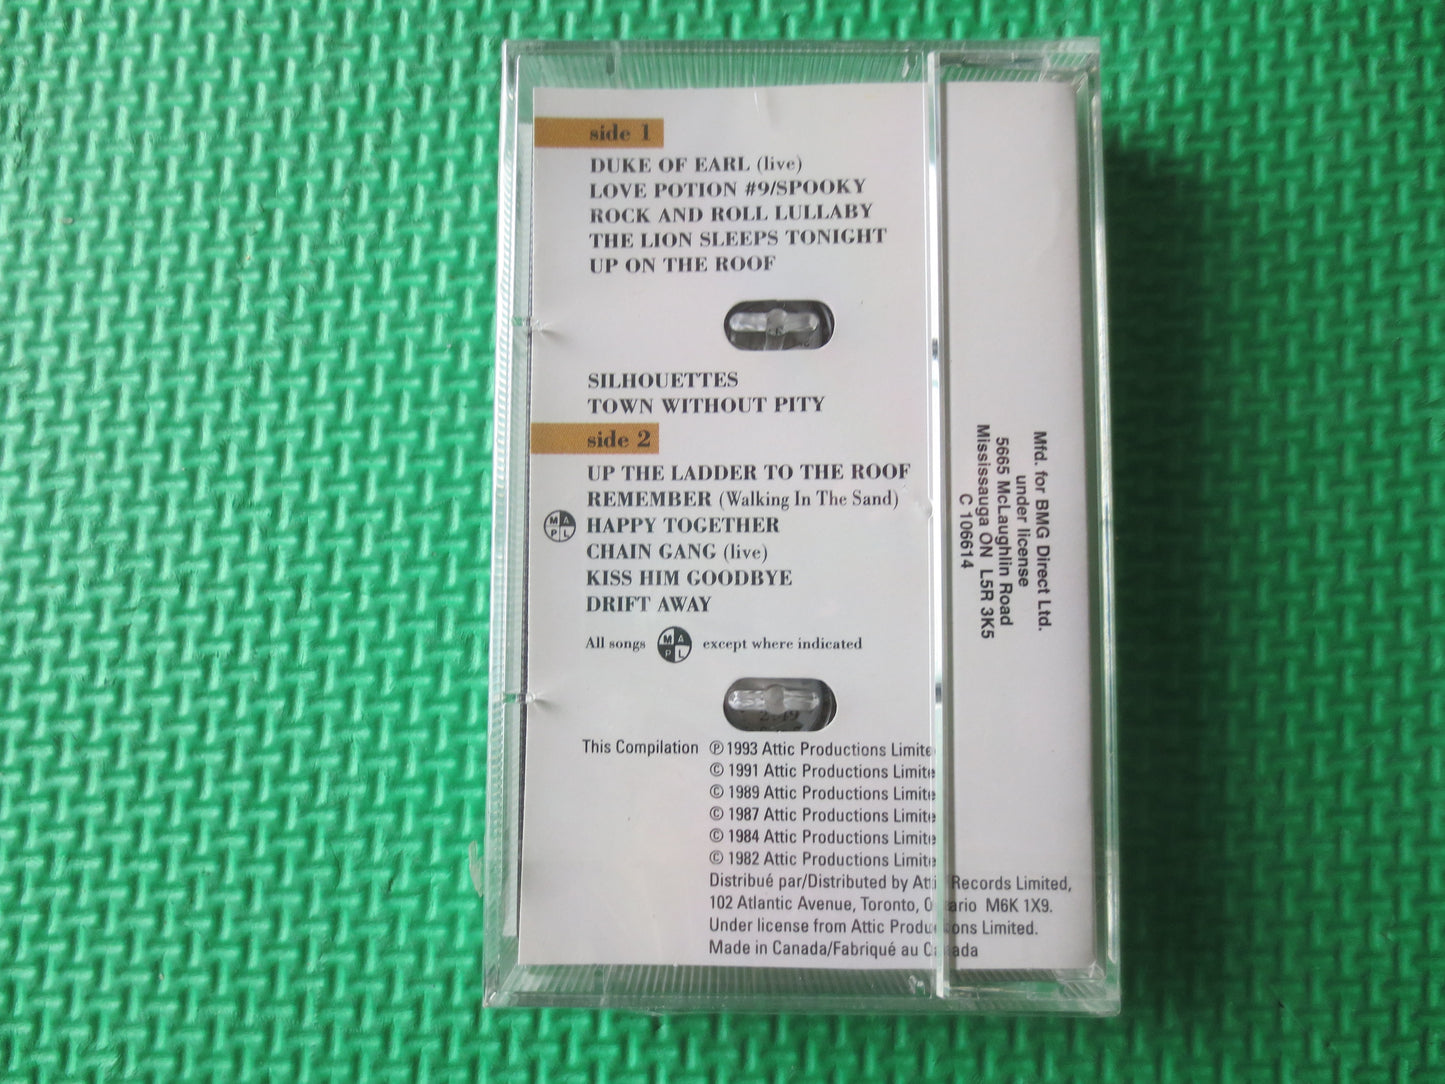 side 1
DUKE OF EARL (live)
LOVE POTION #9/SPOOKY
ROCK AND ROLL LULLABY
THE LION SLEEPS TONIGHT
UP ON THE ROOF
SILHOUETTES
TOWN WITHOUT PITY
side 2
UP THE LADDER TO THE ROOF
REMEMBER (Walking In The Sand)
M A P L HAPPY TOGETHER
CHAIN GANG (live)
KISS HIM GOODBYE
DRIFT AWAY
All songs M A P L except where indicated
This Compilation ℗ 1993 Attic Productions Limite
© 1991 Attic Productions Limite
© 1989 Attic Productions Limite
© 1987 Attic Productions Limite
© 1984 Attic Productions Limite
© 1982 Attic Productions Limite
Distribué par/Distributed by Atti Records Limited,
102 Atlantic Avenue, Toronto, O ario M6K 1X9.
Under license from Attic Produ ons Limited.
Made in Canada/Fabriqué au C ada
Mfd. for BMG Direct Ltd.
under license
5665 McLaughlin Road
Mississauga ON L5R 3K5
C 106614